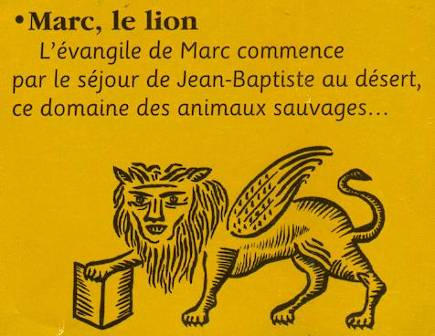 •Marc, le lion
L'évangile de Marc commence
par le séjour de Jean-Baptiste au désert,
ce domaine des animaux sauvages...